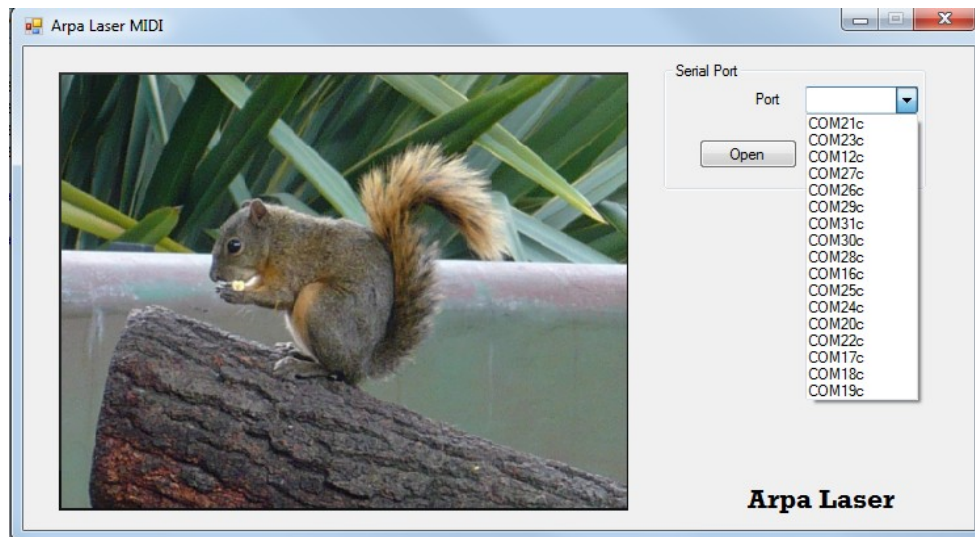 Arpa Laser MIDI
Serial Port
Port
COM21c
COM23c
COM12c
COM27c
COM26c
COM29c
COM31c
COM30c
COM28c
COM16c
COM25c
COM24c
COM20c
COM22c
COM17c
COM18c
COM19c
Open
Arpa Laser